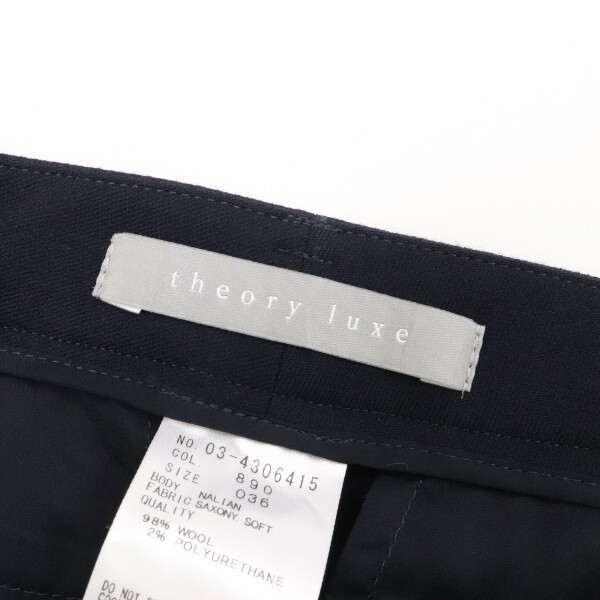 theory luxe
NO. 03-4306415
COL. 890
SIZE 036
BODY NALIAN
FABRIC SAXONY SOFT
QUALITY
98% WOOL
2% POLYURETHANE
DO NOT